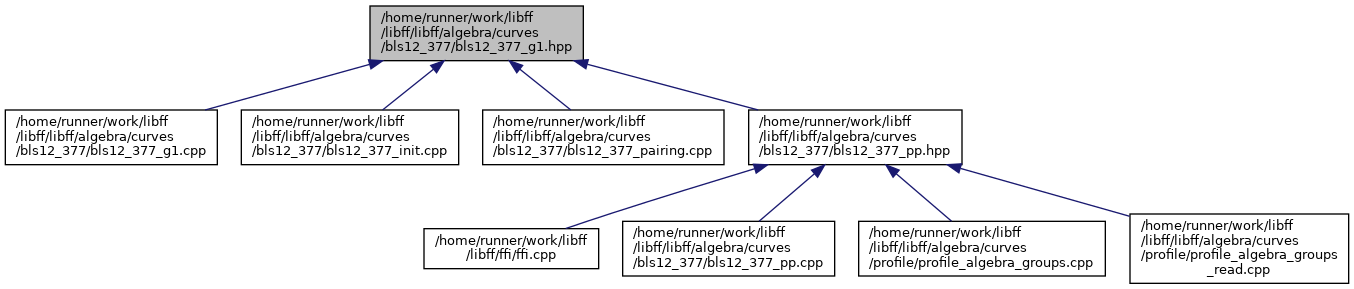 /home/runner/work/libff
/libff/libff/algebra/curves
/bls12_377/bls12_377_g1.hpp
/home/runner/work/libff
/libff/libff/algebra/curves
/bls12_377/bls12_377_g1.cpp
/home/runner/work/libff
/libff/libff/algebra/curves
/bls12_377/bls12_377_init.cpp
/home/runner/work/libff
/libff/libff/algebra/curves
/bls12_377/bls12_377_pairing.cpp
/home/runner/work/libff
/libff/libff/algebra/curves
/bls12_377/bls12_377_pp.hpp
/home/runner/work/libff
/libff/ffi/ffi.cpp
/home/runner/work/libff
/libff/libff/algebra/curves
/bls12_377/bls12_377_pp.cpp
/home/runner/work/libff
/libff/libff/algebra/curves
/profile/profile_algebra_groups.cpp
/home/runner/work/libff
/libff/libff/algebra/curves
/profile/profile_algebra_groups
_read.cpp